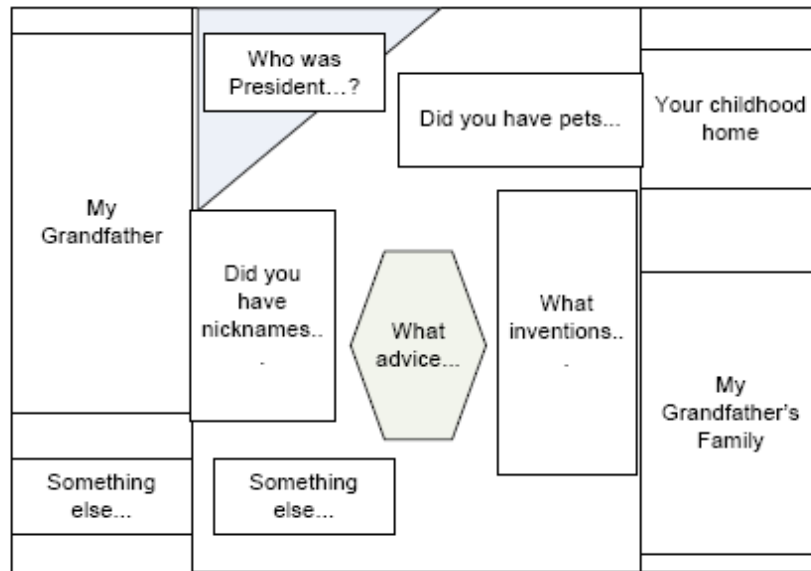 Who was
President…?
Did you have pets...
Your childhood
home
My
Grandfather
Did you
have
nicknames..
.
What
advice...
What
inventions..
.
My
Grandfather’s
Family
Something
else...
Something
else...